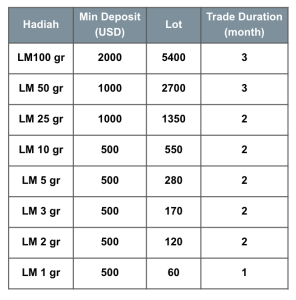 Hadiah Min Deposit (USD) Lot Trade Duration (month)
LM100 gr 2000 5400 3
LM 50 gr 1000 2700 3
LM 25 gr 1000 1350 2
LM 10 gr 500 550 2
LM 5 gr 500 280 2
LM 3 gr 500 170 2
LM 2 gr 500 120 2
LM 1 gr 500 60 1